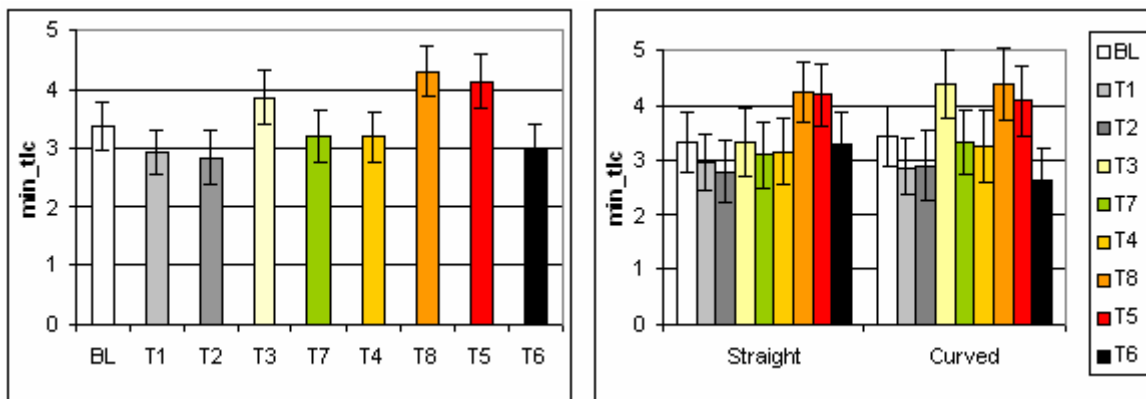 min_tlc
5
4
3
2
1
0
BL T1 T2 T3 T7 T4 T8 T5 T6
min_tlc
5
4
3
2
1
0
Straight Curved
BL
T1
T2
T3
T7
T4
T8
T5
T6